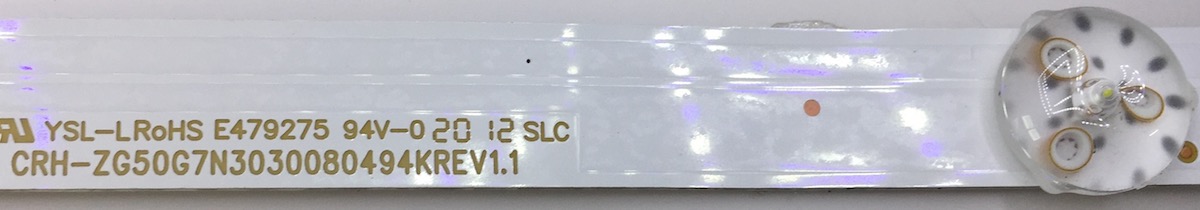 YSL-LRoHS E479275 94V-0 20 12 SLC
CRH-ZG50G7N3030080494KREV1.1